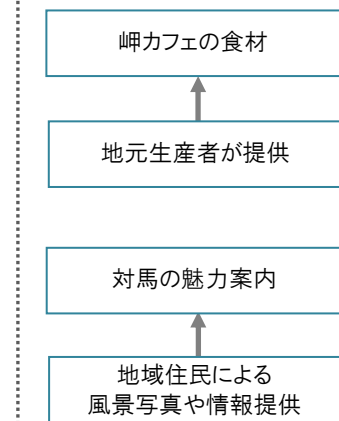 岬カフェの食材
地元生産者が提供
対馬の魅力案内
地域住民による
風景写真や情報提供